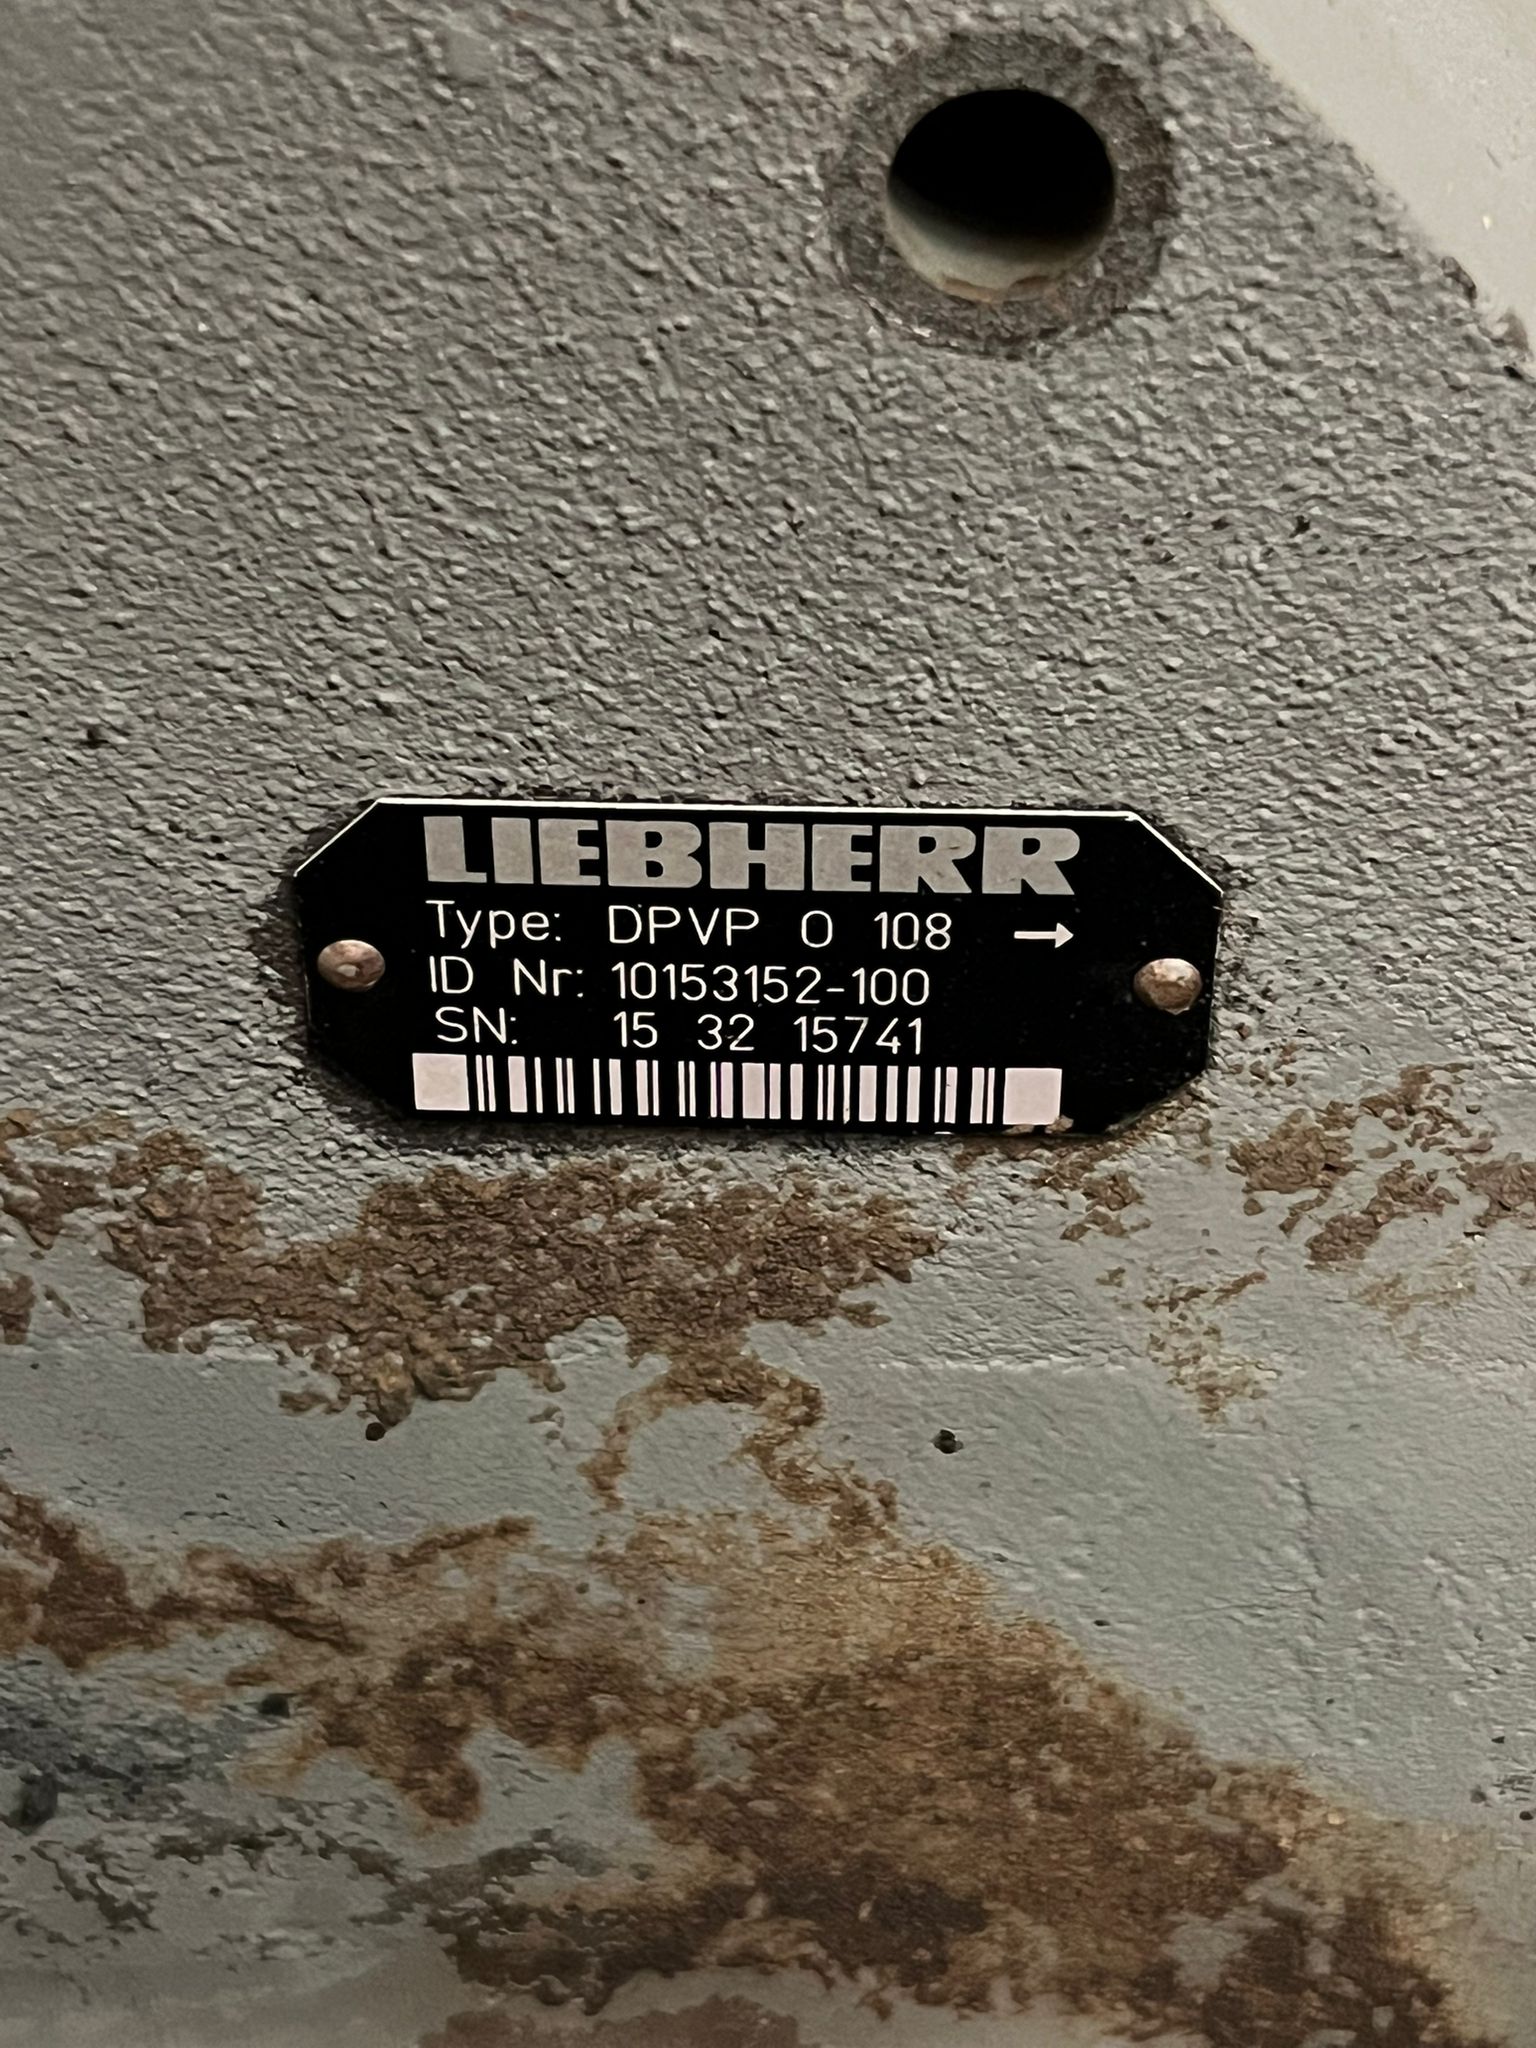 LIEBHERR
Type: DPVP O 108 →
ID Nr: 10153152-100
SN: 15 32 15741